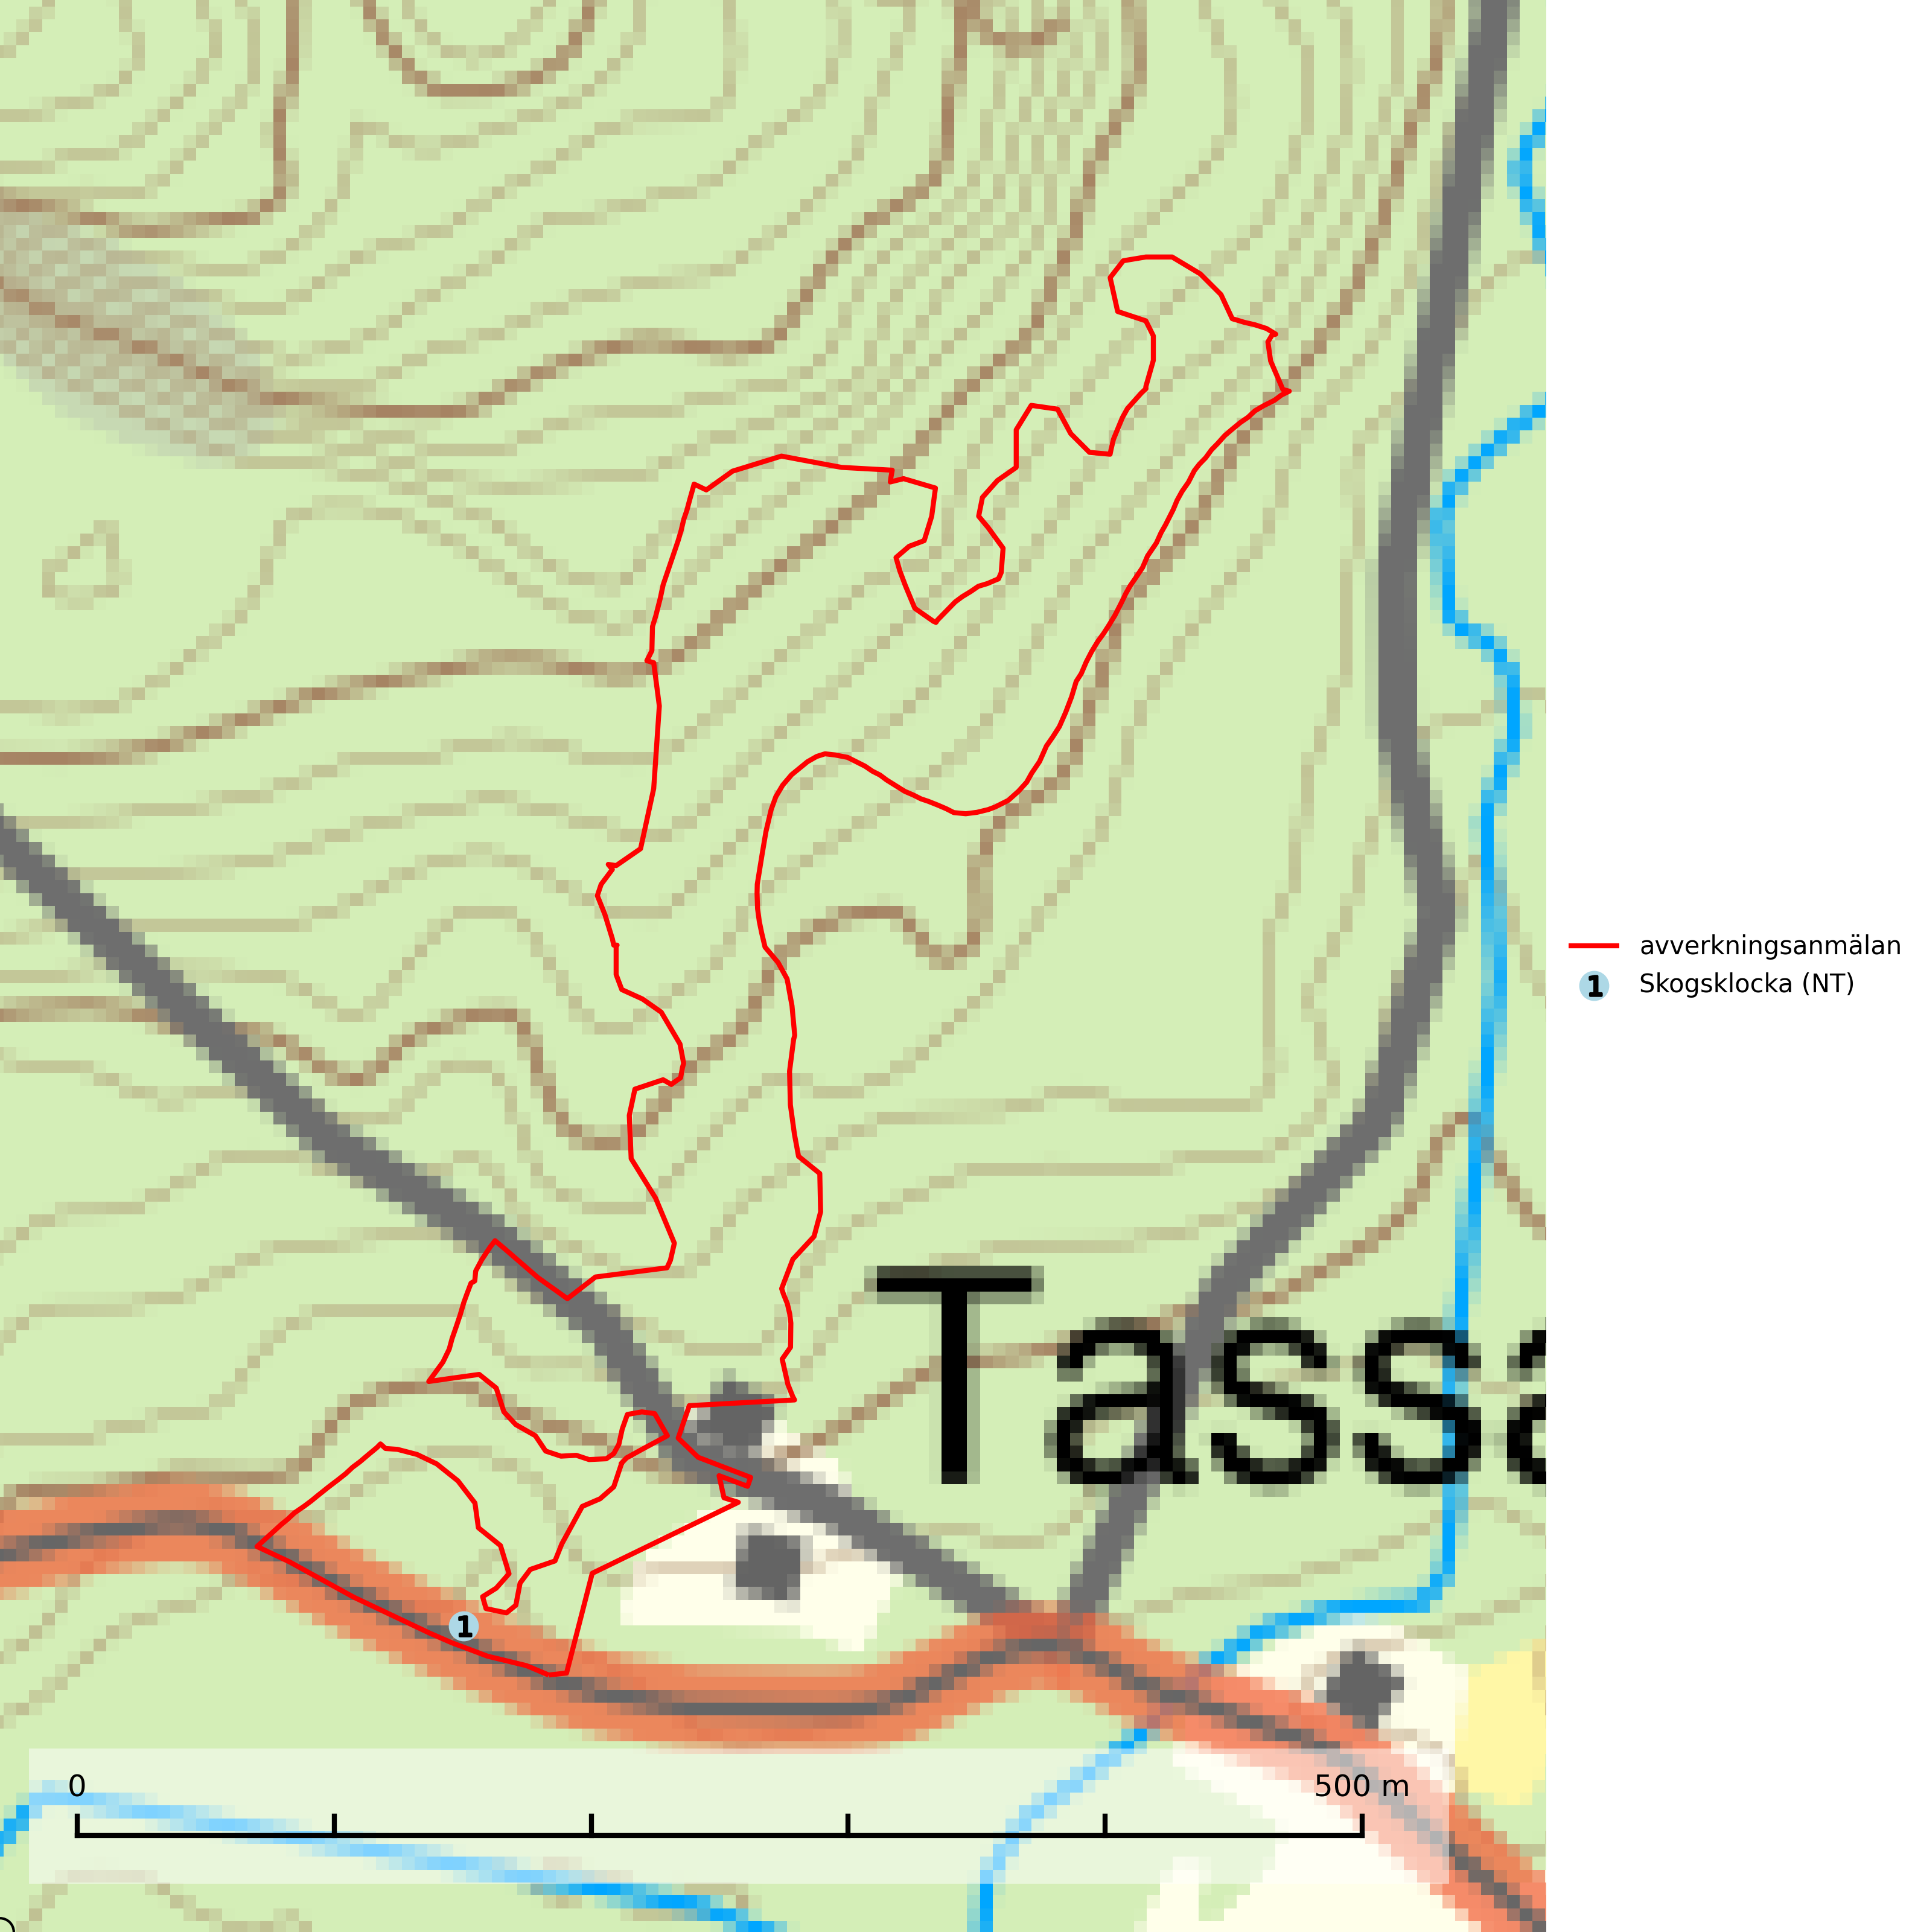 avverkningsanmälan
1 Skogsklocka (NT)
Tassa
1
0 500 m